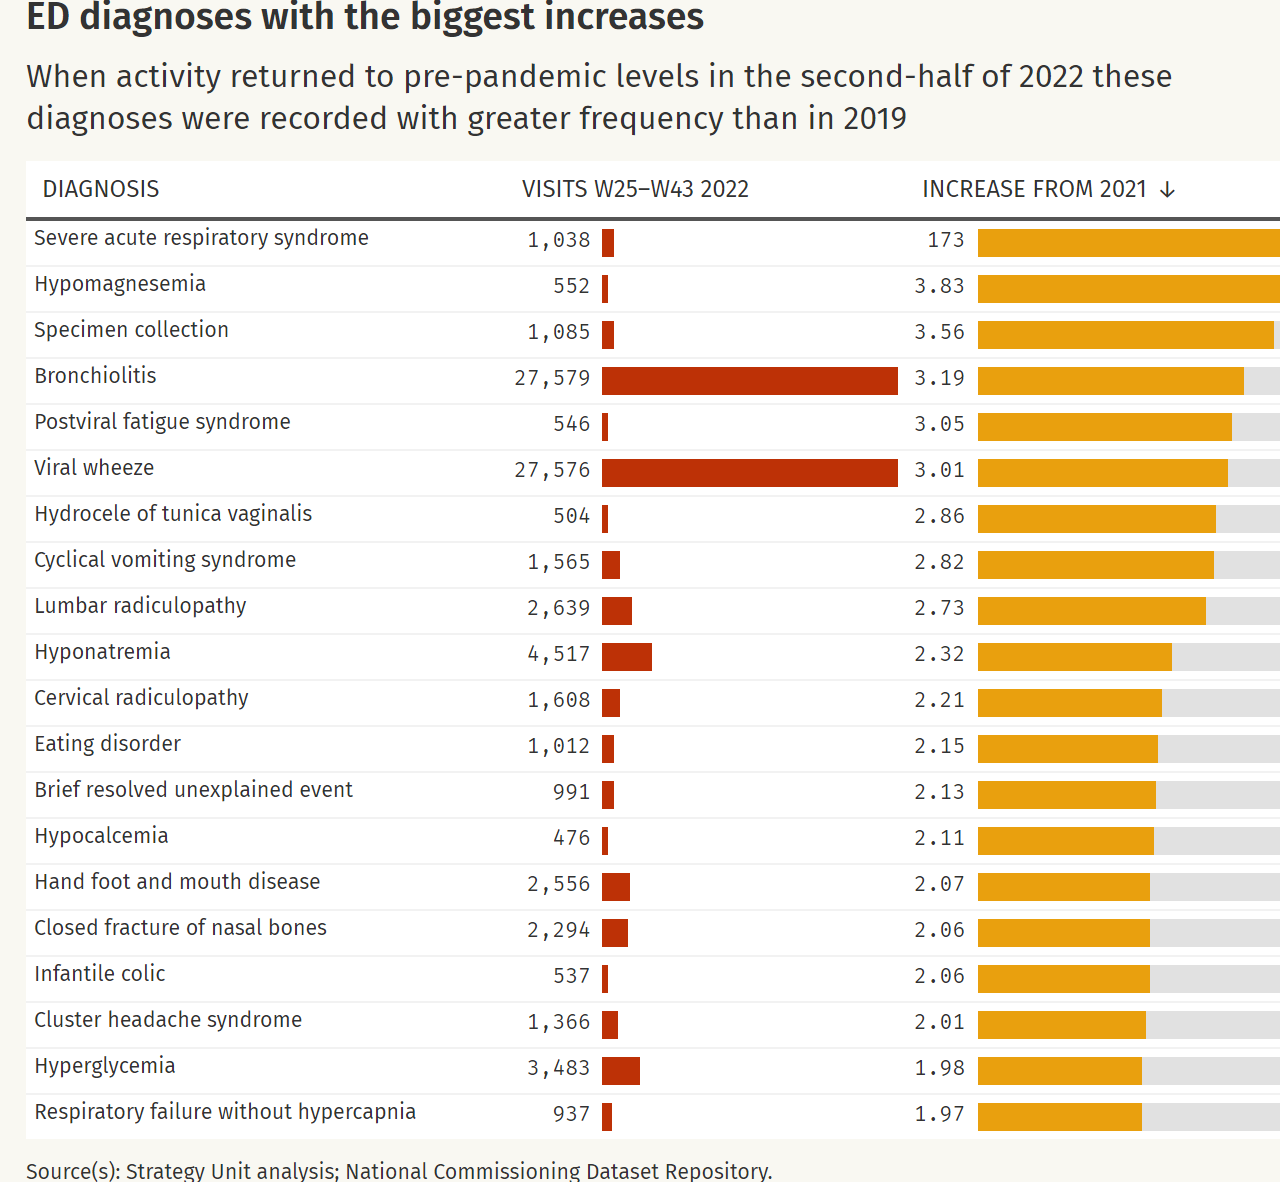 ED diagnoses with the biggest increases
When activity returned to pre-pandemic levels in the second-half of 2022 these
diagnoses were recorded with greater frequency than in 2019
DIAGNOSIS VISITS W25–W43 2022 INCREASE FROM 2021 ↓
Severe acute respiratory syndrome 1,038 173
Hypomagnesemia 552 3.83
Specimen collection 1,085 3.56
Bronchiolitis 27,579 3.19
Postviral fatigue syndrome 546 3.05
Viral wheeze 27,576 3.01
Hydrocele of tunica vaginalis 504 2.86
Cyclical vomiting syndrome 1,565 2.82
Lumbar radiculopathy 2,639 2.73
Hyponatremia 4,517 2.32
Cervical radiculopathy 1,608 2.21
Eating disorder 1,012 2.15
Brief resolved unexplained event 991 2.13
Hypocalcemia 476 2.11
Hand foot and mouth disease 2,556 2.07
Closed fracture of nasal bones 2,294 2.06
Infantile colic 537 2.06
Cluster headache syndrome 1,366 2.01
Hyperglycemia 3,483 1.98
Respiratory failure without hypercapnia 937 1.97
Source(s): Strategy Unit analysis; National Commissioning Dataset Repository.